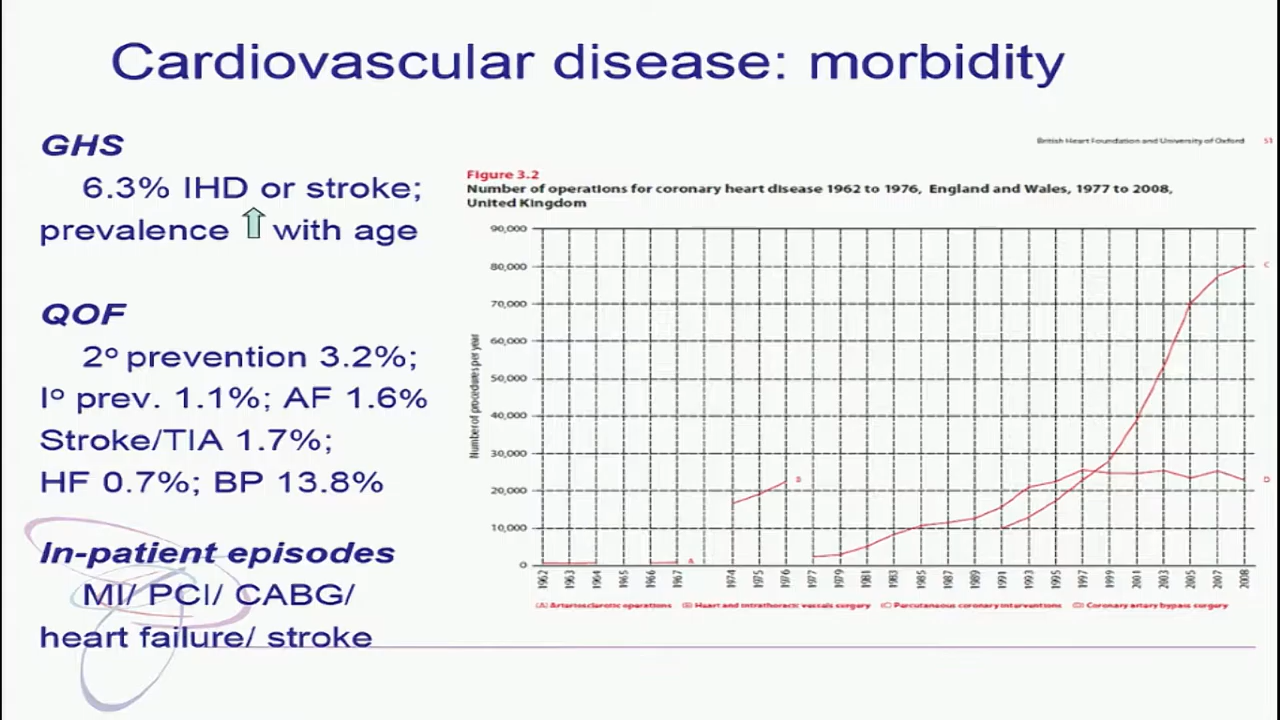 Cardiovascular disease: morbidity
GHS
6.3% IHD or stroke;
prevalence ⇧ with age
QOF
2º prevention 3.2%;
Iº prev. 1.1%; AF 1.6%
Stroke/TIA 1.7%;
HF 0.7%; BP 13.8%
In-patient episodes
MI/ PCI/ CABG/
heart failure/ stroke
British Heart Foundation and University of Oxford 51
Figure 3.2
Number of operations for coronary heart disease 1962 to 1976, England and Wales, 1977 to 2008,
United Kingdom
Number of procedures per year
90,000
80,000
70,000
60,000
50,000
40,000
30,000
20,000
10,000
0
C
D
B
A
1962 1963 1964 1965 1966 1967 1974 1975 1976 1977 1979 1981 1983 1985 1987 1989 1991 1993 1995 1997 1999 2001 2003 2005 2007 2008
(A) Arteriosclerotic operations (B) Heart and intrathoracic vessels surgery (C) Percutaneous coronary interventions (D) Coronary artery bypass surgery